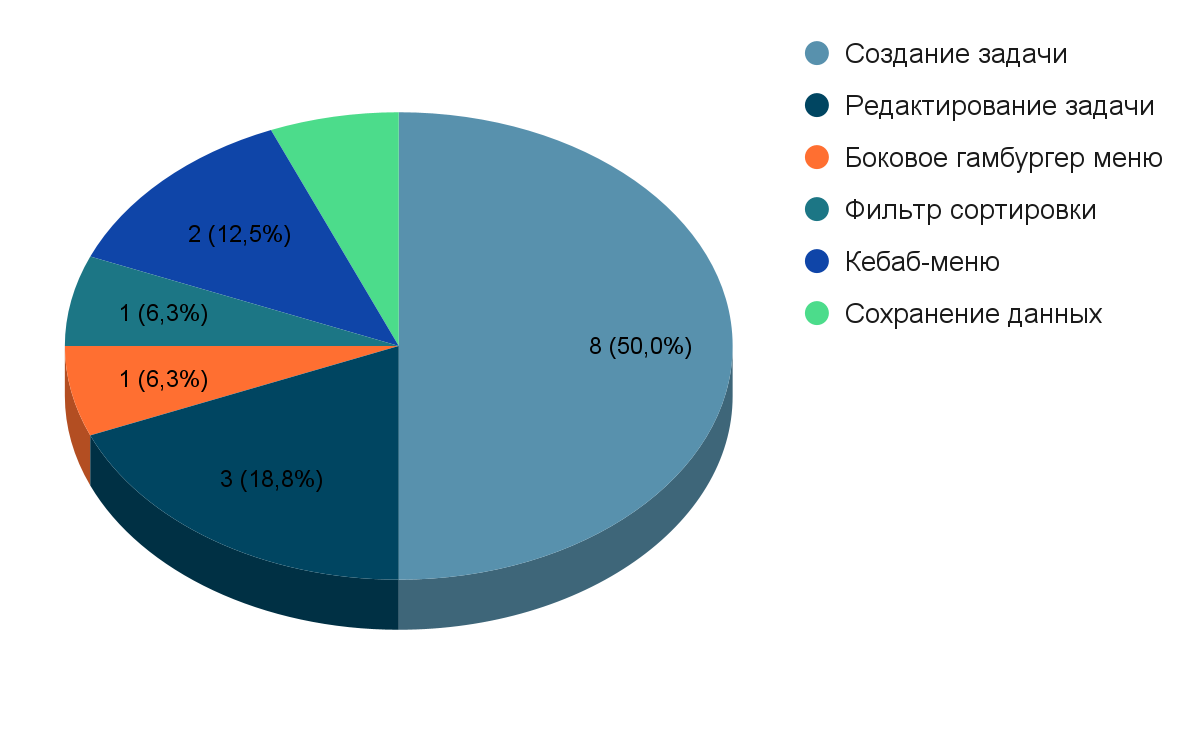 Создание задачи
Редактирование задачи
Боковое гамбургер меню
Фильтр сортировки
Кебаб-меню
Сохранение данных
2 (12,5%)
1 (6,3%)
8 (50,0%)
1 (6,3%)
3 (18,8%)